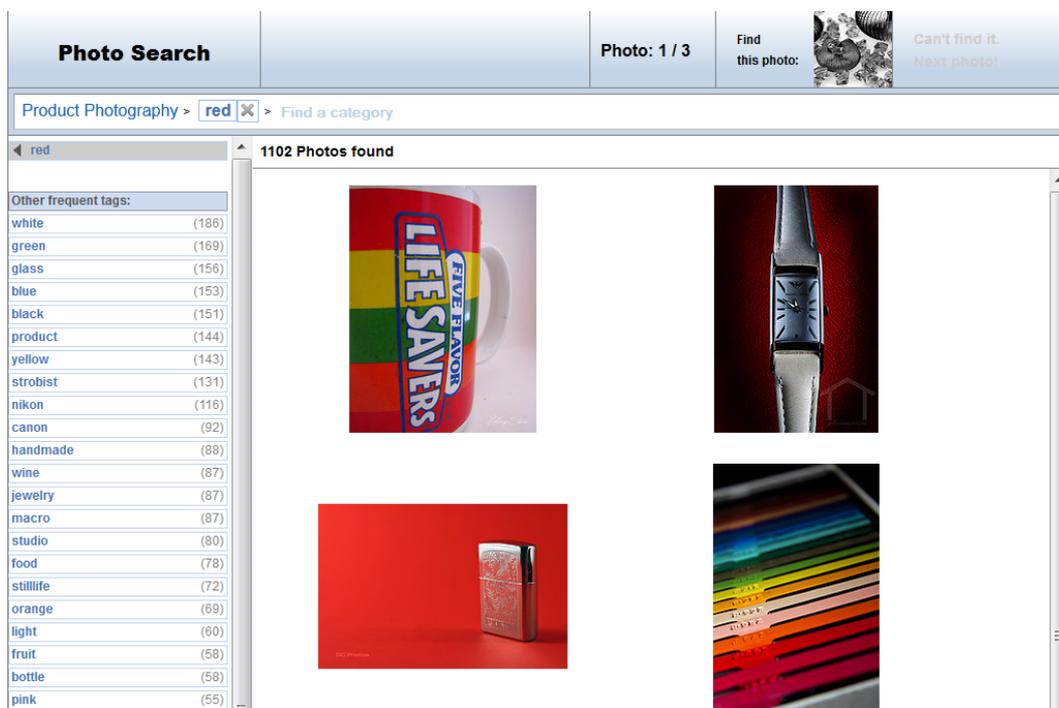 Photo Search
Photo: 1 / 3
Find
this photo:
Can't find it.
Next photo!
Product Photography > red > Find a category
red
1102 Photos found
Other frequent tags:
white (186)
green (169)
glass (156)
blue (153)
black (151)
product (144)
yellow (143)
strobist (131)
nikon (116)
canon (92)
handmade (88)
wine (87)
jewelry (87)
macro (87)
studio (80)
food (78)
stilllife (72)
orange (69)
light (60)
fruit (58)
bottle (58)
pink (55)
FIVE FLAVOR
LIFE SAVERS